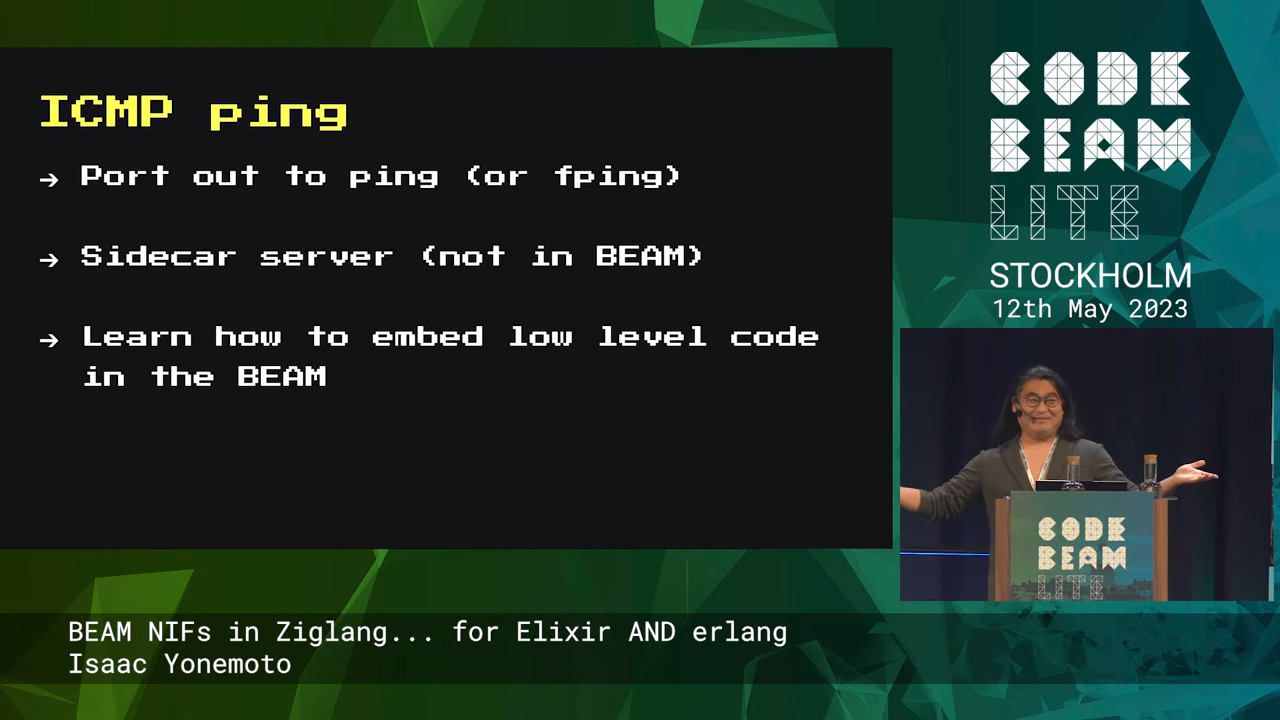 ICMP ping
→ Port out to ping (or fping)
→ Sidecar server (not in BEAM)
→ Learn how to embed low level code
in the BEAM
CODE
BEAM
LITE
STOCKHOLM
12th May 2023
CODE
BEAM
LITE
BEAM NIFs in Ziglang... for Elixir AND erlang
Isaac Yonemoto